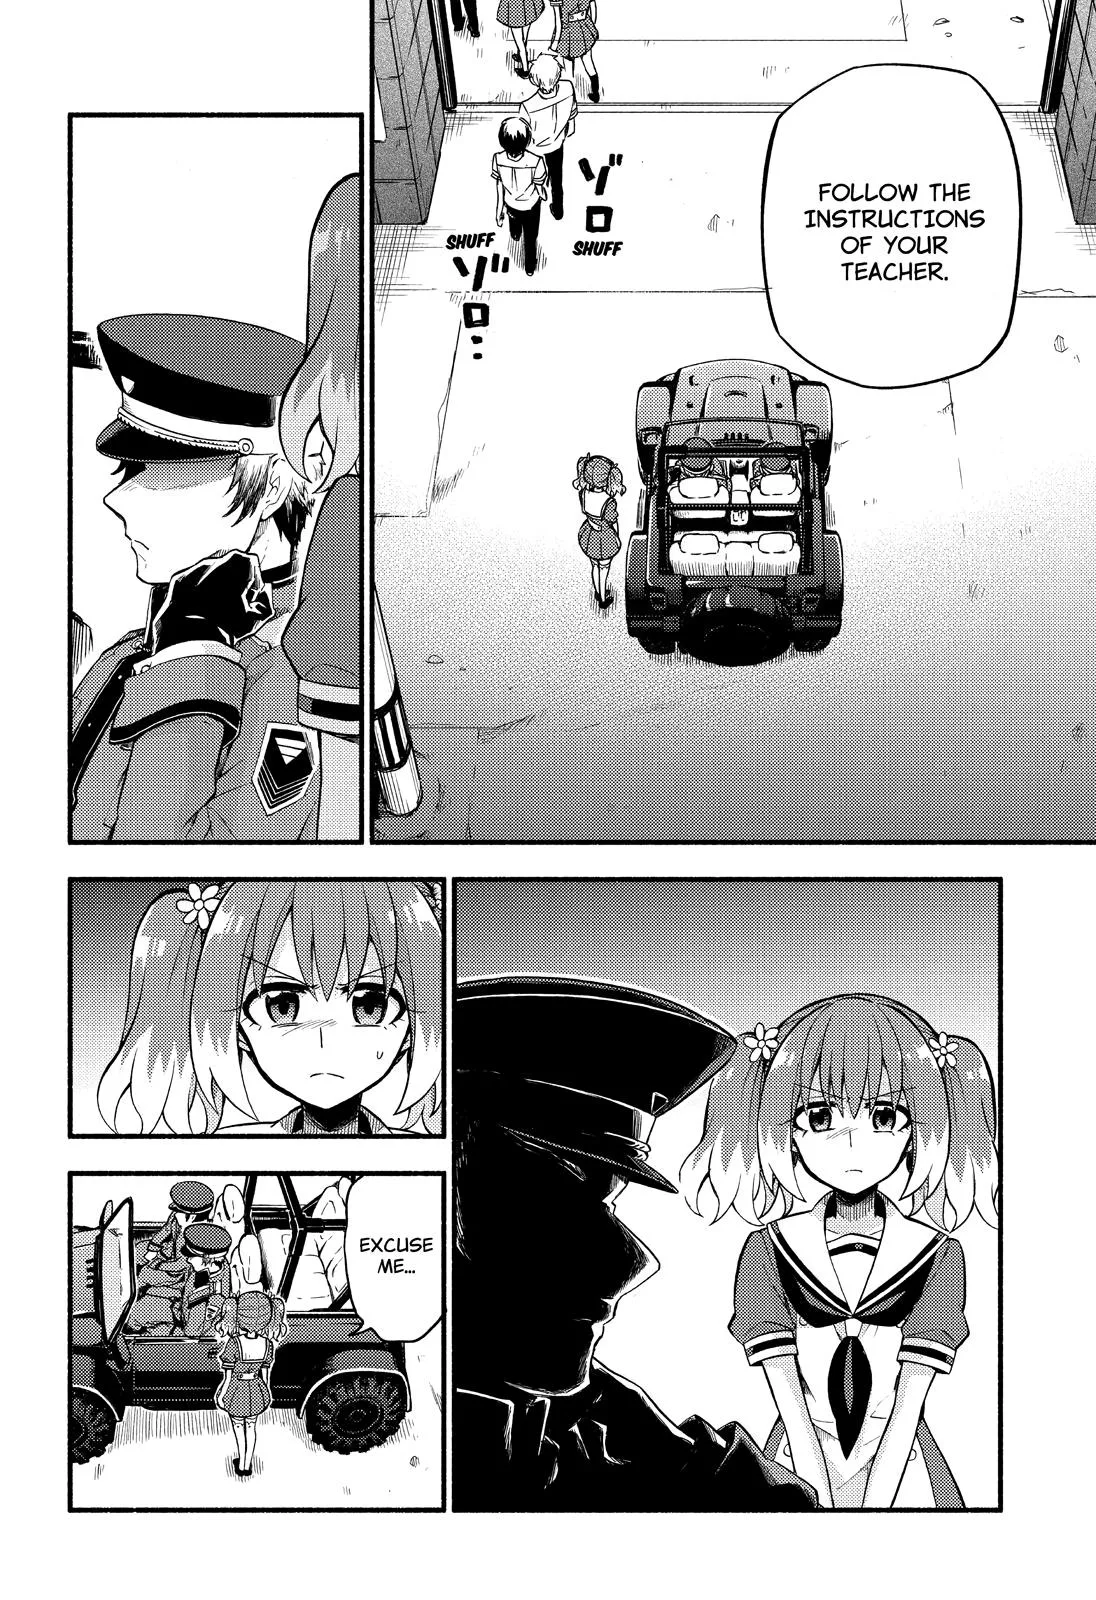 FOLLOW THE
INSTRUCTIONS
OF YOUR
TEACHER.
ゾロ
SHUFF
SHUFF
ゾロ…
EXCUSE
ME...